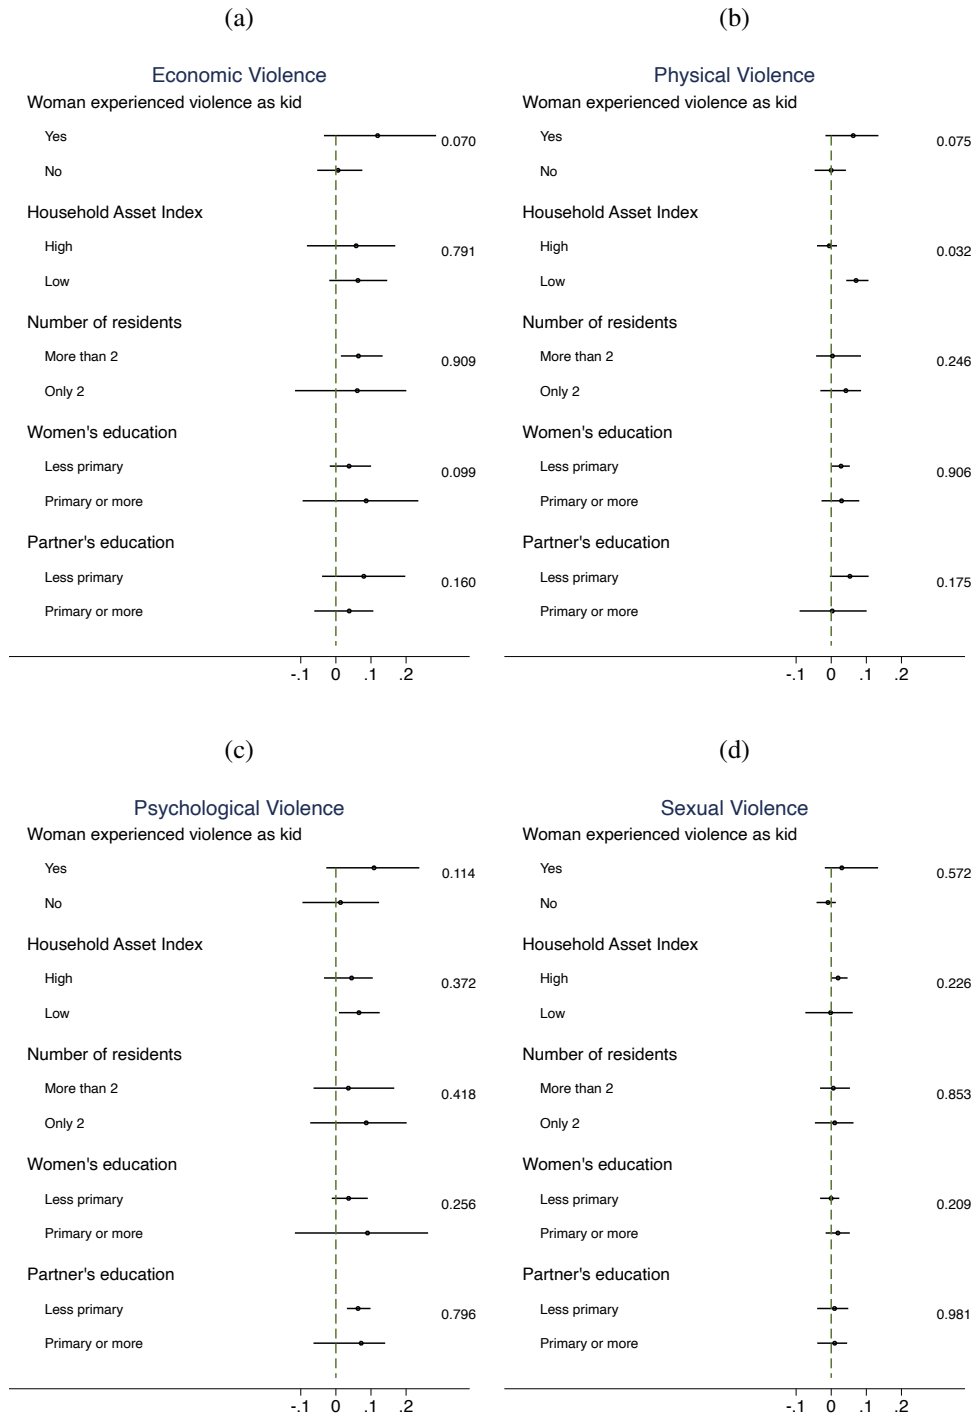 (a)
Economic Violence
Woman experienced violence as kid
Yes
0.070
No
Household Asset Index
High
0.791
Low
Number of residents
More than 2
0.909
Only 2
Women's education
Less primary
0.099
Primary or more
Partner's education
Less primary
0.160
Primary or more
-.1 0 .1 .2
(b)
Physical Violence
Woman experienced violence as kid
Yes
0.075
No
Household Asset Index
High
0.032
Low
Number of residents
More than 2
0.246
Only 2
Women's education
Less primary
0.906
Primary or more
Partner's education
Less primary
0.175
Primary or more
-.1 0 .1 .2
(c)
Psychological Violence
Woman experienced violence as kid
Yes
0.114
No
Household Asset Index
High
0.372
Low
Number of residents
More than 2
0.418
Only 2
Women's education
Less primary
0.256
Primary or more
Partner's education
Less primary
0.796
Primary or more
-.1 0 .1 .2
(d)
Sexual Violence
Woman experienced violence as kid
Yes
0.572
No
Household Asset Index
High
0.226
Low
Number of residents
More than 2
0.853
Only 2
Women's education
Less primary
0.209
Primary or more
Partner's education
Less primary
0.981
Primary or more
-.1 0 .1 .2